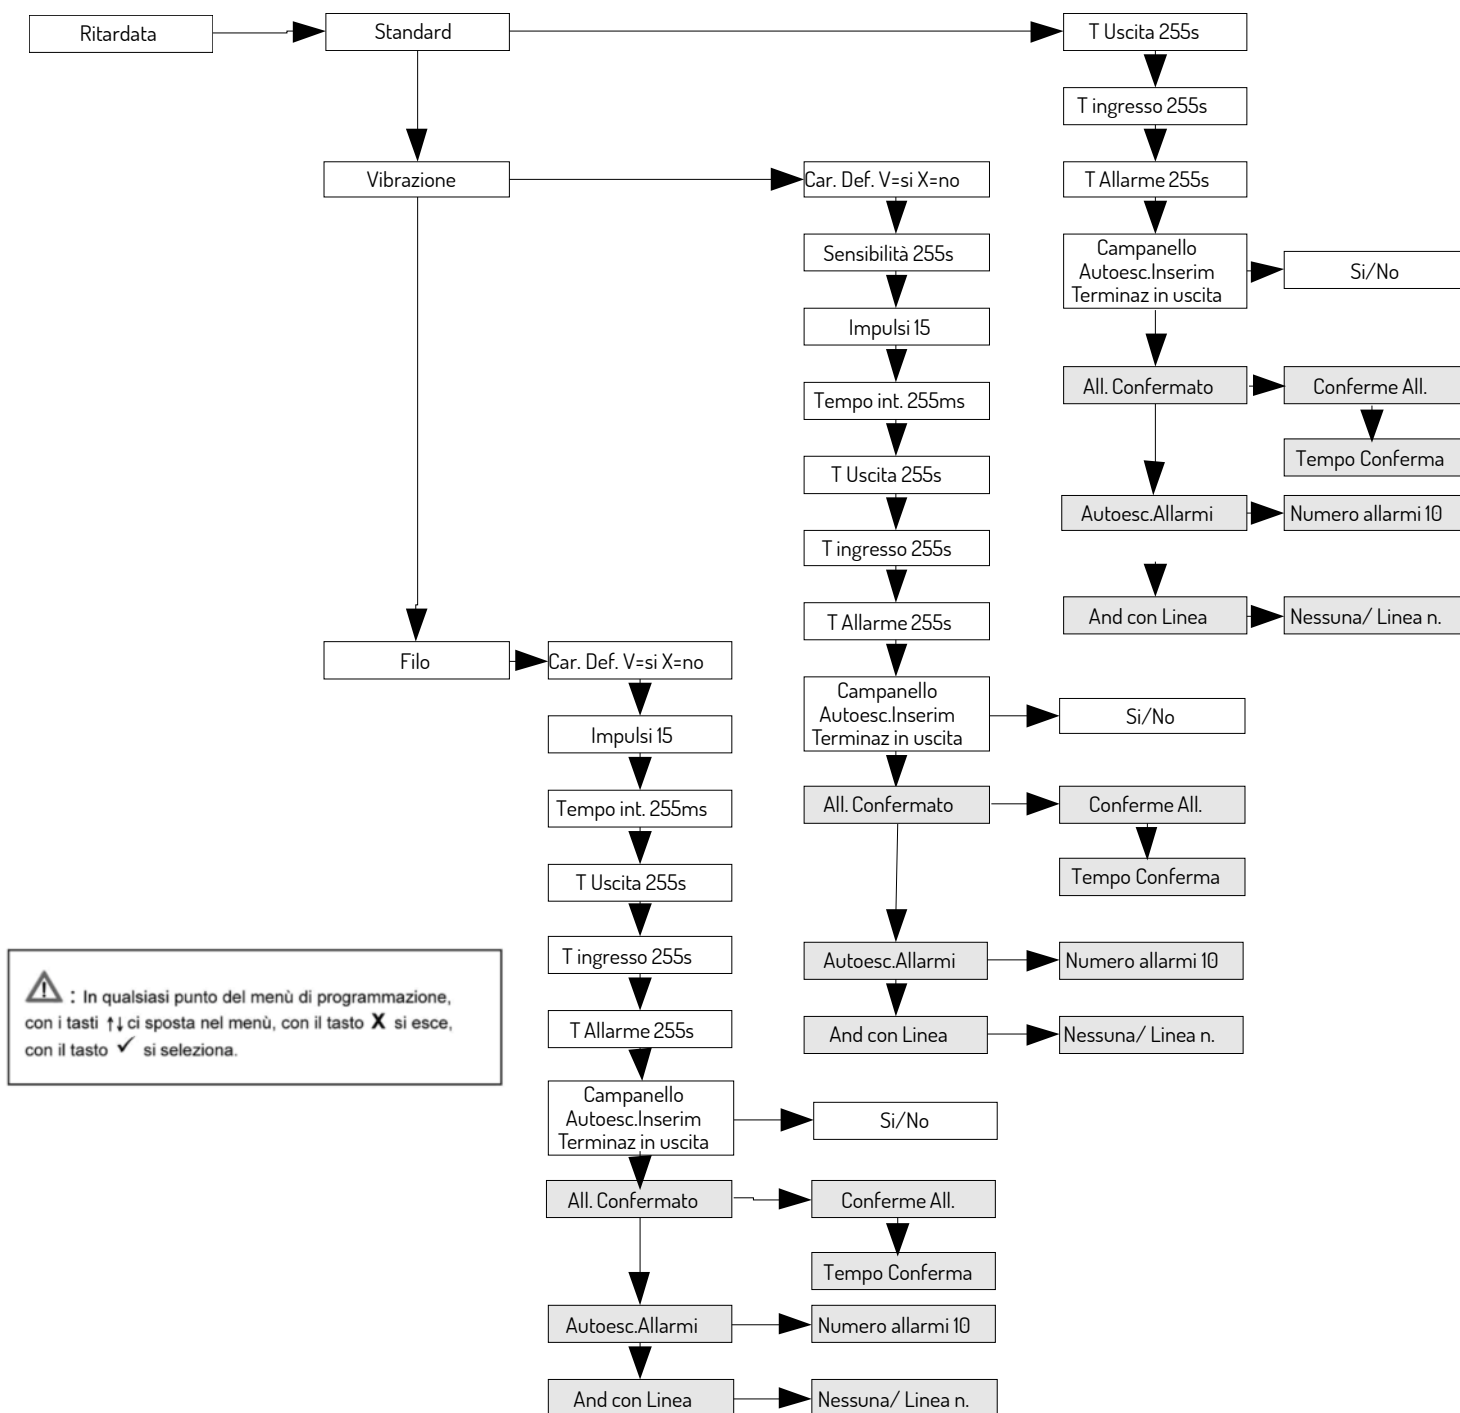 Ritardata
Standard
T Uscita 255s
T ingresso 255s
T Allarme 255s
Campanello
Autoesc.Inserim
Terminaz in uscita
Si/No
All. Confermato
Conferme All.
Tempo Conferma
Autoesc.Allarmi
Numero allarmi 10
And con Linea
Nessuna/ Linea n.
Vibrazione
Car. Def. V=si X=no
Sensibilità 255s
Impulsi 15
Tempo int. 255ms
T Uscita 255s
T ingresso 255s
T Allarme 255s
Campanello
Autoesc.Inserim
Terminaz in uscita
Si/No
All. Confermato
Conferme All.
Tempo Conferma
Autoesc.Allarmi
Numero allarmi 10
And con Linea
Nessuna/ Linea n.
Filo
Car. Def. V=si X=no
Impulsi 15
Tempo int. 255ms
T Uscita 255s
T ingresso 255s
T Allarme 255s
Campanello
Autoesc.Inserim
Terminaz in uscita
Si/No
All. Confermato
Conferme All.
Tempo Conferma
Autoesc.Allarmi
Numero allarmi 10
And con Linea
Nessuna/ Linea n.
⚠ : In qualsiasi punto del menù di programmazione,
con i tasti ↑↓ ci sposta nel menù, con il tasto X si esce,
con il tasto ✓ si seleziona.